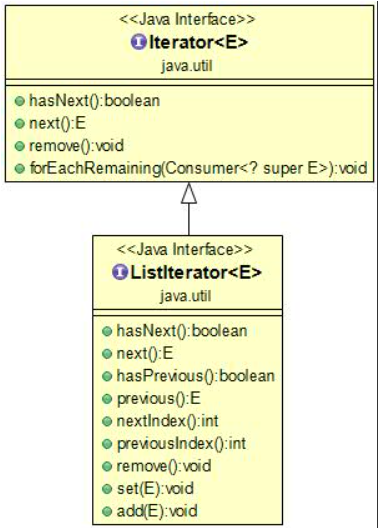 <<Java Interface>>
I Iterator<E>
java.util
hasNext():boolean
next():E
remove():void
forEachRemaining(Consumer<? super E>):void
<<Java Interface>>
I ListIterator<E>
java.util
hasNext():boolean
next():E
hasPrevious():boolean
previous():E
nextIndex():int
previousIndex():int
remove():void
set(E):void
add(E):void